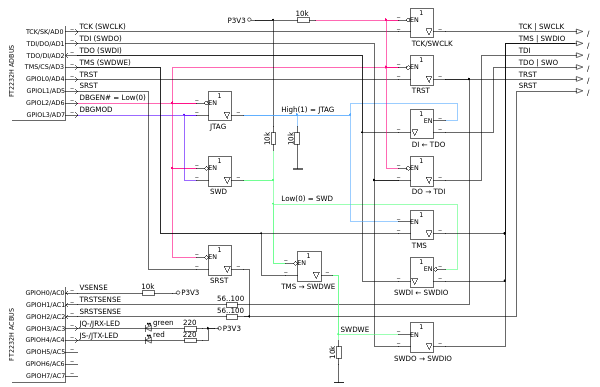 P3V3
10k
1
EN
TCK/SK/AD0
TCK (SWCLK)
TCK | SWCLK
TDI/DO/AD1
TDI (SWDO)
TCK/SWCLK
TMS | SWDIO
TDO/DI/AD2
TDO (SWDI)
1
TDI
TMS/CS/AD3
TMS (SWDWE)
TDO | SWO
GPIOL0/AD4
TRST
EN
TRST
GPIOL1/AD5
SRST
TRST
SRST
GPIOL2/AD6
DBGEN# = Low(0)
1
EN
GPIOL3/AD7
DBGMOD
High(1) = JTAG
1
FT2232H ADBUS
JTAG
10k
10k
EN
DI ← TDO
1
EN
SWD
1
EN
DO → TDI
Low(0) = SWD
1
EN
TMS
1
EN
SRST
1
EN
TMS → SWDWE
1
EN
SWDI ← SWDIO
GPIOH0/AC0
VSENSE
10k
P3V3
GPIOH1/AC1
TRSTSENSE
56..100
GPIOH2/AC2
SRSTSENSE
56..100
GPIOH3/AC3
JQ-/JRX-LED
green
220
P3V3
GPIOH4/AC4
JS-/JTX-LED
red
220
SWDWE
1
EN
GPIOH5/AC5
GPIOH6/AC6
GPIOH7/AC7
FT2232H ACBUS
10k
SWDO → SWDIO